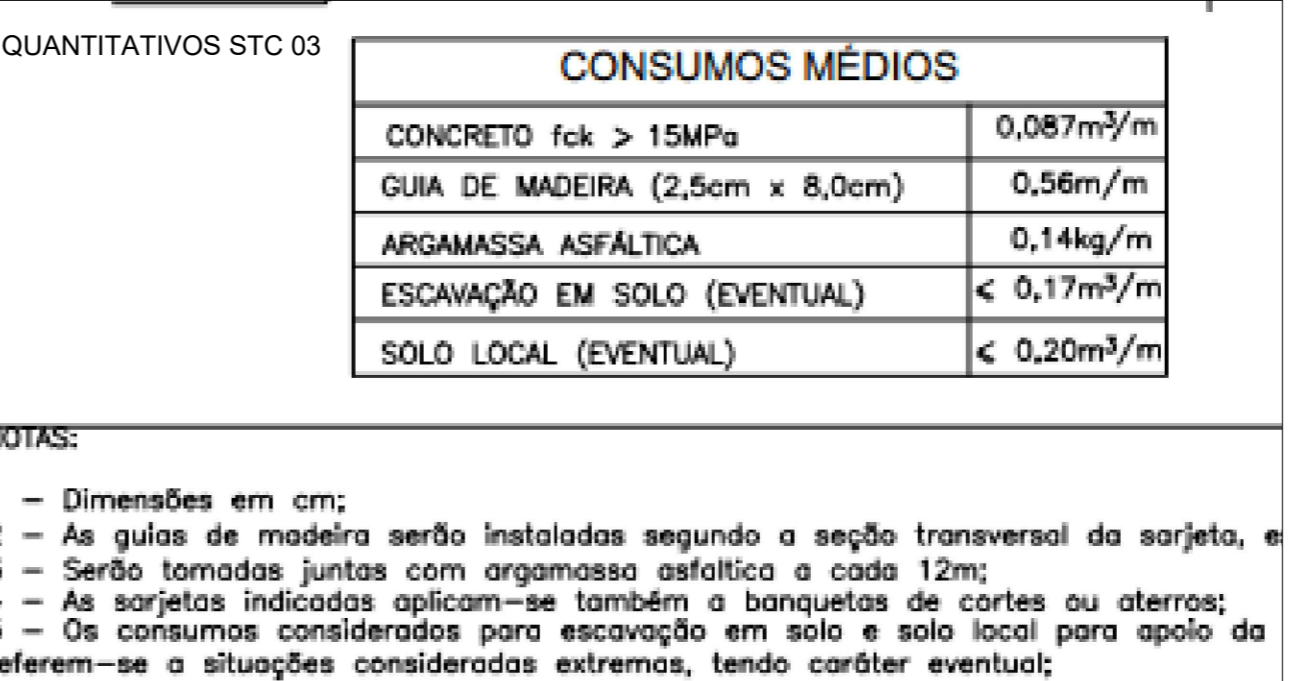 QUANTITATIVOS STC 03
CONSUMOS MÉDIOS
CONCRETO fck > 15MPa 0,087m³/m
GUIA DE MADEIRA (2,5cm x 8,0cm) 0,56m/m
ARGAMASSA ASFÁLTICA 0,14kg/m
ESCAVAÇÃO EM SOLO (EVENTUAL) ⩽ 0,17m³/m
SOLO LOCAL (EVENTUAL) ⩽ 0,20m³/m
OTAS:
– Dimensões em cm;
– As guias de madeira serão instaladas segundo a seção transversal da sarjeta,
– Serão tomadas juntas com argamassa asfaltica a cada 12m;
– As sarjetas indicadas aplicam–se também a banquetas de cortes ou aterros;
– Os consumos considerados para escavação em solo e solo local para apoio da
eferem–se a situações consideradas extremas, tendo caráter eventual;